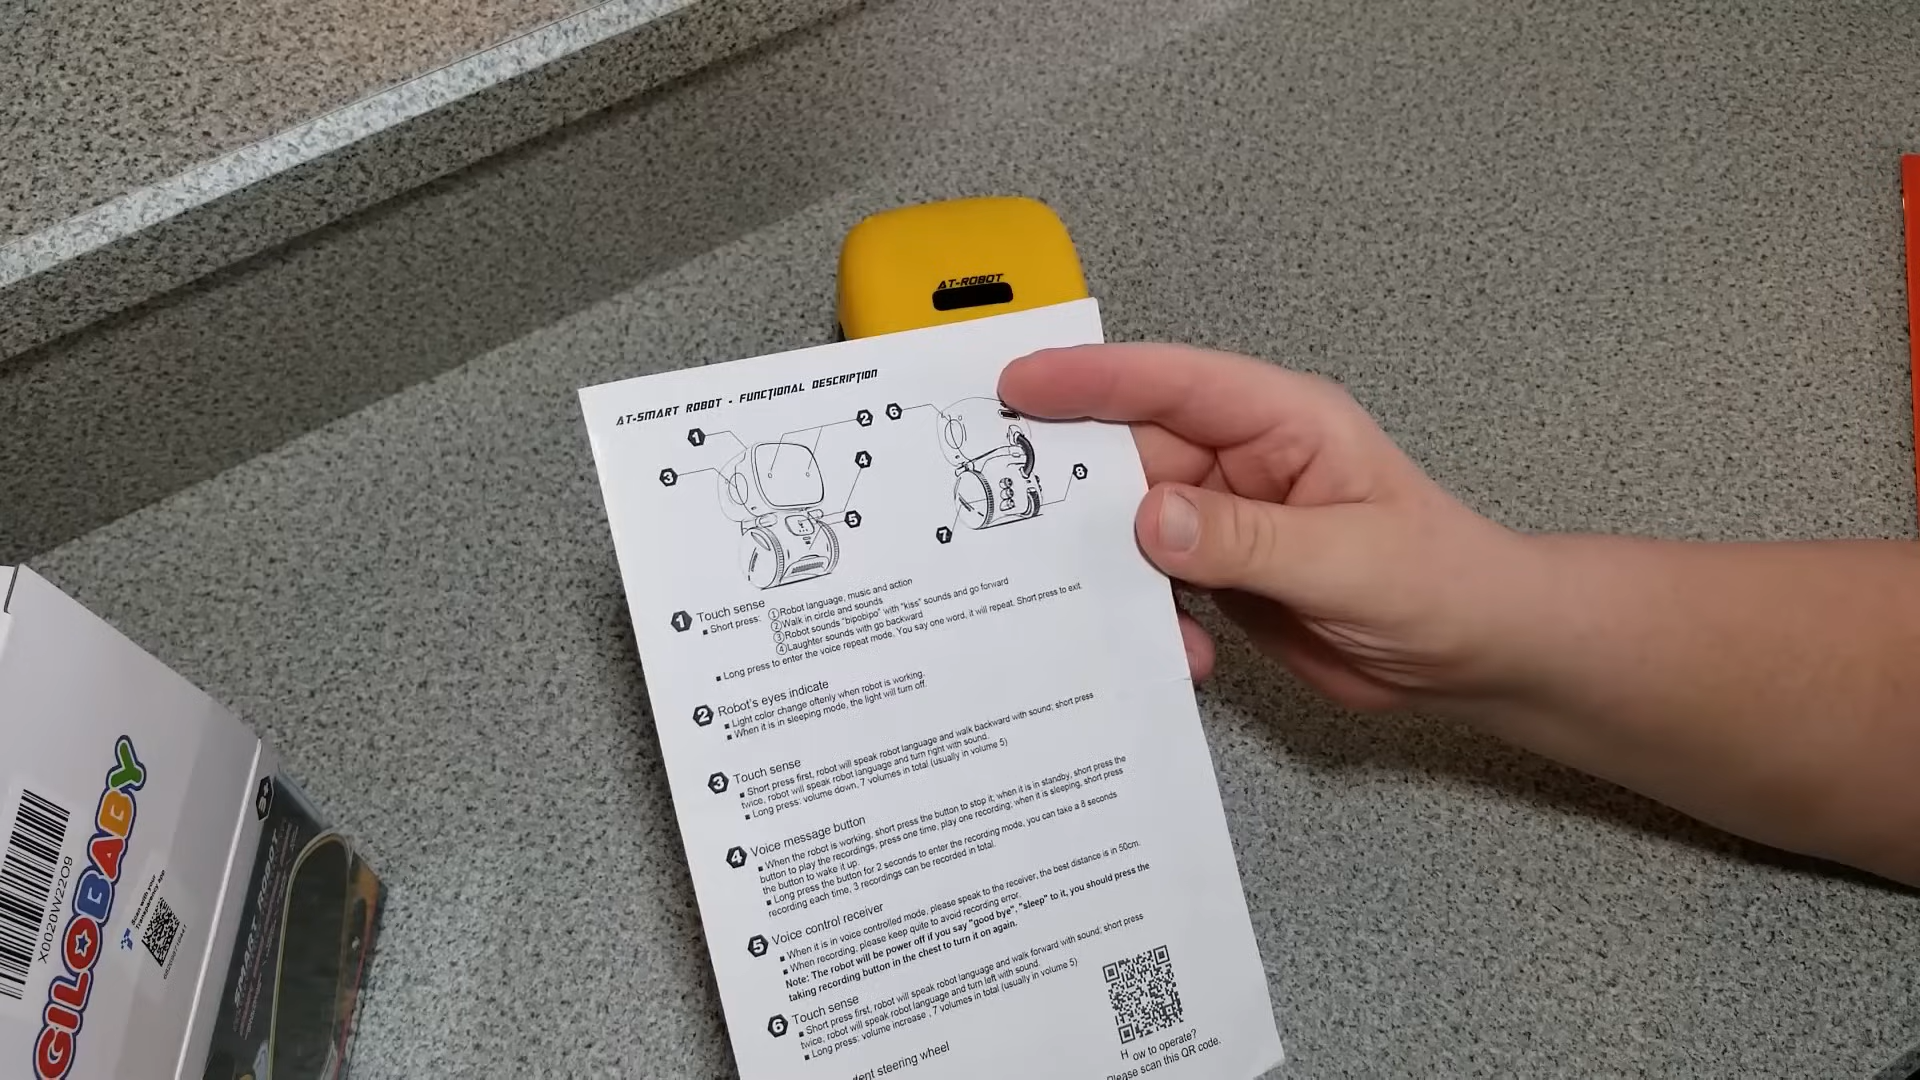 AT-ROBOT
AT-SMART ROBOT - FUNCTIONAL DESCRIPTION
1
2
3
4
5
6
7
8
1 Touch sense
▪ Short press: ①Robot language, music and action
②Walk in circle and sounds
③Robot sounds "bipobipo" with "kiss" sounds and go forward
④Laughter sounds with go backward
▪ Long press to enter the voice repeat mode. You say one word, it will repeat. Short press to exit.
2 Robot's eyes indicate
▪ Light color change oftenly when robot is working.
▪ When it is in sleeping mode, the light will turn off.
3 Touch sense
▪ Short press first, robot will speak robot language and walk backward with sound; short press
twice, robot will speak robot language and turn right with sound.
▪ Long press: volume down, 7 volumes in total (usually in volume 5)
4 Voice message button
▪ When the robot is working, short press the button to stop it; when it is in standby, short press the
button to play the recordings, press one time, play one recording; when it is sleeping, short press
the button to wake it up.
▪ Long press the button for 2 seconds to enter the recording mode, you can take a 8 seconds
recording each time, 3 recordings can be recorded in total.
5 Voice control receiver
▪ When it is in voice controlled mode, please speak to the receiver, the best distance is in 50cm.
▪ When recording, please keep quite to avoid recording error.
Note: The robot will be power off if you say "good bye", "sleep" to it, you should press the
taking recording button in the chest to turn it on again.
6 Touch sense
▪ Short press first, robot will speak robot language and walk forward with sound; short press
twice, robot will speak robot language and turn left with sound.
▪ Long press: volume increase , 7 volumes in total (usually in volume 5)
dent steering wheel
H ow to operate?
Please scan this QR code.
X0020W22O9
GILOBABY
Scan with your
Transparency app
SMART ROBOT